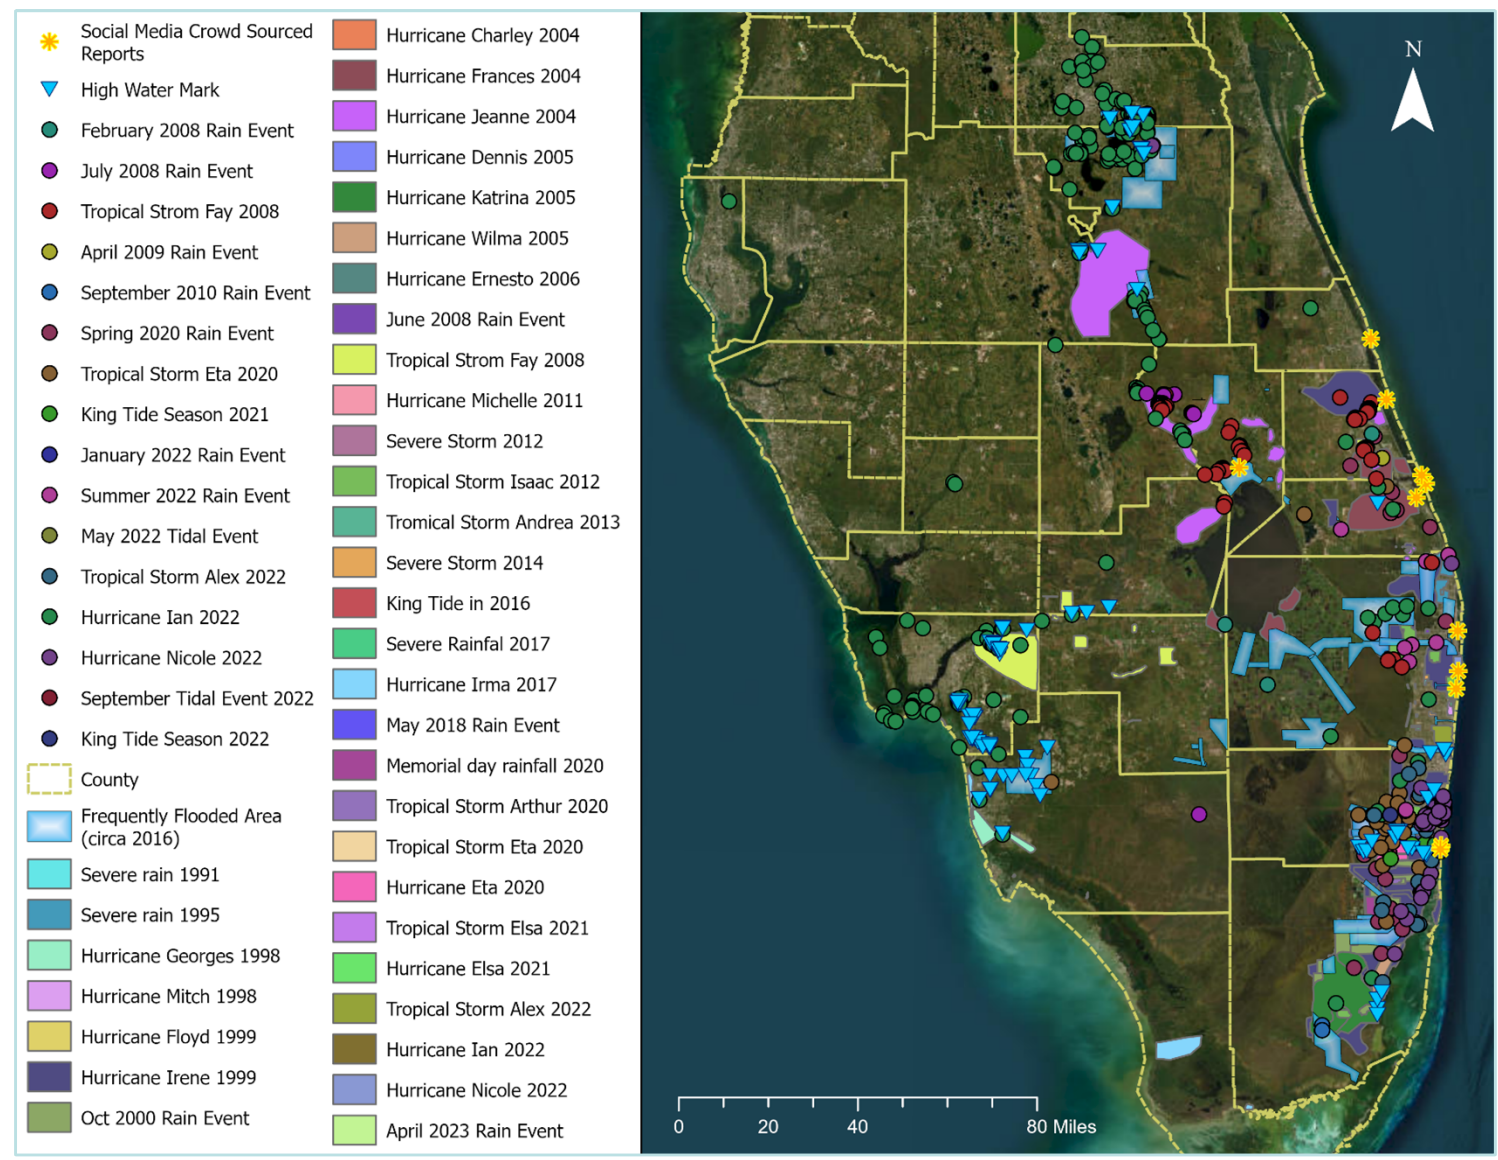 Social Media Crowd Sourced
Reports
High Water Mark
February 2008 Rain Event
July 2008 Rain Event
Tropical Strom Fay 2008
April 2009 Rain Event
September 2010 Rain Event
Spring 2020 Rain Event
Tropical Storm Eta 2020
King Tide Season 2021
January 2022 Rain Event
Summer 2022 Rain Event
May 2022 Tidal Event
Tropical Storm Alex 2022
Hurricane Ian 2022
Hurricane Nicole 2022
September Tidal Event 2022
King Tide Season 2022
County
Frequently Flooded Area
(circa 2016)
Severe rain 1991
Severe rain 1995
Hurricane Georges 1998
Hurricane Mitch 1998
Hurricane Floyd 1999
Hurricane Irene 1999
Oct 2000 Rain Event
Hurricane Charley 2004
Hurricane Frances 2004
Hurricane Jeanne 2004
Hurricane Dennis 2005
Hurricane Katrina 2005
Hurricane Wilma 2005
Hurricane Ernesto 2006
June 2008 Rain Event
Tropical Strom Fay 2008
Hurricane Michelle 2011
Severe Storm 2012
Tropical Storm Isaac 2012
Tromical Storm Andrea 2013
Severe Storm 2014
King Tide in 2016
Severe Rainfal 2017
Hurricane Irma 2017
May 2018 Rain Event
Memorial day rainfall 2020
Tropical Storm Arthur 2020
Tropical Storm Eta 2020
Hurricane Eta 2020
Tropical Storm Elsa 2021
Hurricane Elsa 2021
Tropical Storm Alex 2022
Hurricane Ian 2022
Hurricane Nicole 2022
April 2023 Rain Event
N
0 20 40 80 Miles